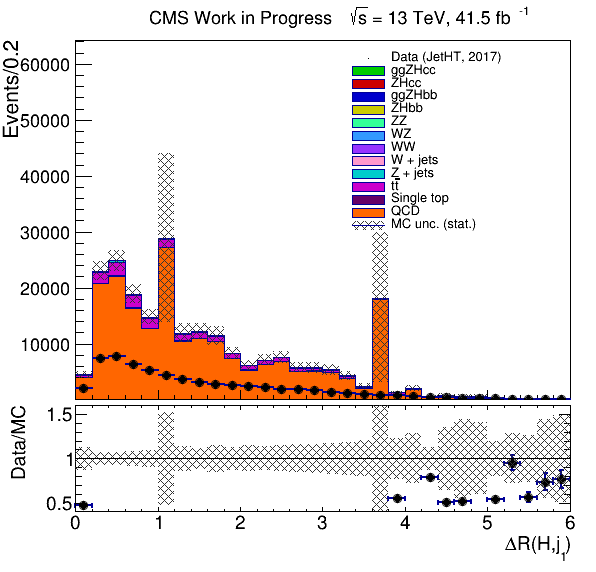 CMS Work in Progress √s = 13 TeV, 41.5 fb⁻¹
Events/0.2
60000
50000
40000
30000
20000
10000
Data (JetHT, 2017)
ggZHcc
ZHcc
ggZHbb
ZHbb
ZZ
WZ
WW
W + jets
Z + jets
tt̄
Single top
QCD
MC unc. (stat.)
Data/MC
1.5
1
0.5
0 1 2 3 4 5 6
ΔR(H,j₁)